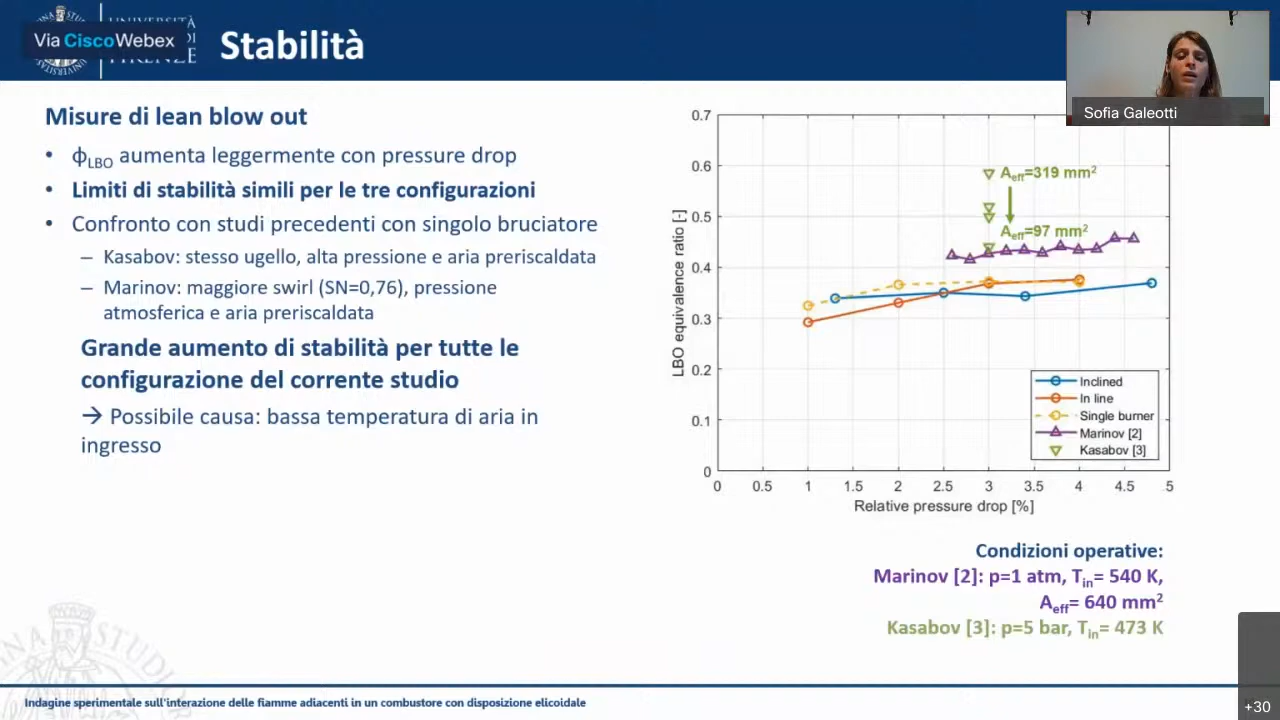 UNIVERSITÀ
Via CiscoWebex
FIRENZE
Stabilità
Sofia Galeotti
Misure di lean blow out
• ϕLBO aumenta leggermente con pressure drop
• Limiti di stabilità simili per le tre configurazioni
• Confronto con studi precedenti con singolo bruciatore
– Kasabov: stesso ugello, alta pressione e aria preriscaldata
– Marinov: maggiore swirl (SN=0,76), pressione
atmosferica e aria preriscaldata
Grande aumento di stabilità per tutte le
configurazione del corrente studio
→ Possibile causa: bassa temperatura di aria in
ingresso
LBO equivalence ratio [-]
0.7
0.6
0.5
0.4
0.3
0.2
0.1
0
Aeff=319 mm²
Aeff=97 mm²
Inclined
In line
Single burner
Marinov [2]
Kasabov [3]
0 0.5 1 1.5 2 2.5 3 3.5 4 4.5 5
Relative pressure drop [%]
Condizioni operative:
Marinov [2]: p=1 atm, Tin= 540 K,
Aeff= 640 mm²
Kasabov [3]: p=5 bar, Tin= 473 K
Indagine sperimentale sull'interazione delle fiamme adiacenti in un combustore con disposizione elicoidale
+30